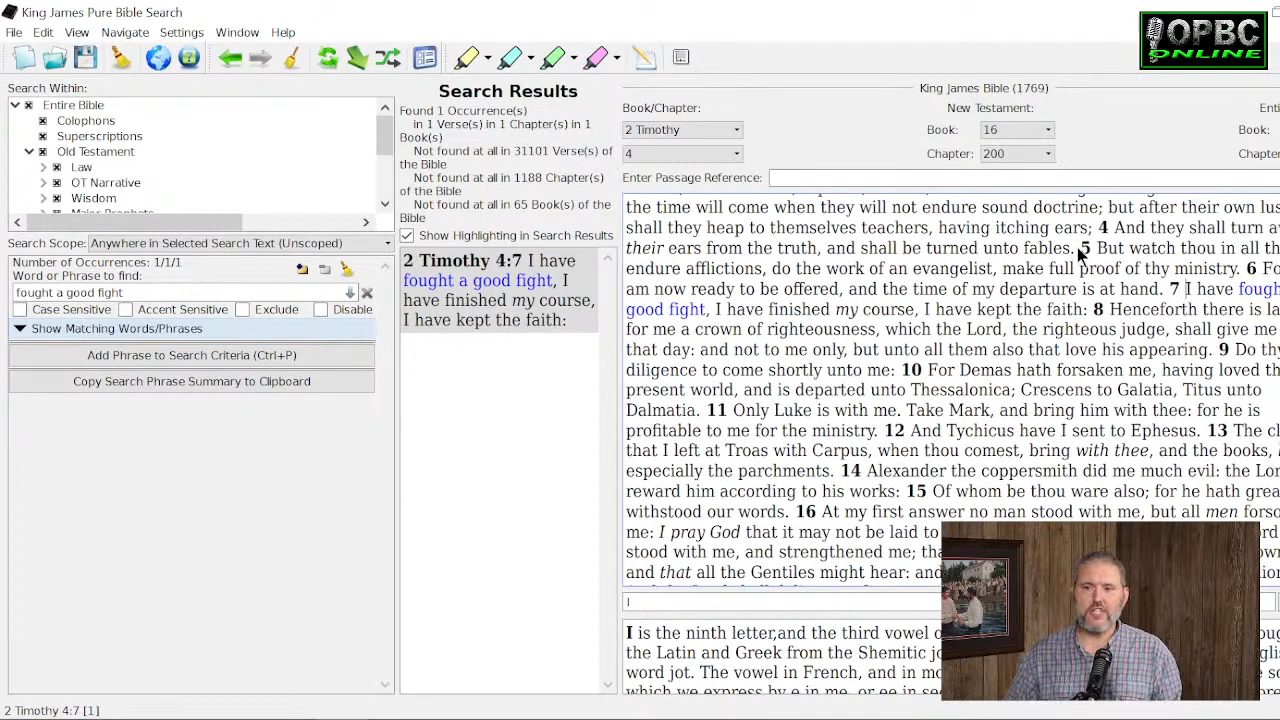 King James Pure Bible Search
File Edit View Navigate Settings Window Help
OPBC
ONLINE
Search Within:
Entire Bible
Colophons
Superscriptions
Old Testament
Law
OT Narrative
Wisdom
Search Scope: Anywhere in Selected Search Text (Unscoped)
Number of Occurrences: 1/1/1
Word or Phrase to find:
fought a good fight
Case Sensitive Accent Sensitive Exclude Disable
Show Matching Words/Phrases
Add Phrase to Search Criteria (Ctrl+P)
Copy Search Phrase Summary to Clipboard
Search Results
Found 1 Occurrence(s)
in 1 Verse(s) in 1 Chapter(s) in 1
Book(s)
Not found at all in 31101 Verse(s) of
the Bible
Not found at all in 1188 Chapter(s)
of the Bible
Not found at all in 65 Book(s) of the
Bible
Show Highlighting in Search Results
2 Timothy 4:7 I have
fought a good fight, I
have finished my course,
I have kept the faith:
King James Bible (1769)
Book/Chapter: New Testament:
2 Timothy Book: 16 Book:
4 Chapter: 200
Enter Passage Reference:
the time will come when they will not endure sound doctrine; but after their own
shall they heap to themselves teachers, having itching ears; 4 And they shall turn
their ears from the truth, and shall be turned unto fables. 5 But watch thou in all
endure afflictions, do the work of an evangelist, make full proof of thy ministry. 6
am now ready to be offered, and the time of my departure is at hand. 7 I have
good fight, I have finished my course, I have kept the faith: 8 Henceforth there is
for me a crown of righteousness, which the Lord, the righteous judge, shall give me
that day: and not to me only, but unto all them also that love his appearing. 9 Do
diligence to come shortly unto me: 10 For Demas hath forsaken me, having loved
present world, and is departed unto Thessalonica; Crescens to Galatia, Titus unto
Dalmatia. 11 Only Luke is with me. Take Mark, and bring him with thee: for he is
profitable to me for the ministry. 12 And Tychicus have I sent to Ephesus. 13 The
that I left at Troas with Carpus, when thou comest, bring with thee, and the books,
especially the parchments. 14 Alexander the coppersmith did me much evil: the
reward him according to his works: 15 Of whom be thou ware also; for he hath
withstood our words. 16 At my first answer no man stood with me, but all men
me: I pray God that it may not be laid to
stood with me, and strengthened me;
and that all the Gentiles might hear:
I
I is the ninth letter,and the third vowel
the Latin and Greek from the Shemitic
word jot. The vowel in French, and in
which we express by e in me, or ee in
2 Timothy 4:7 [1]